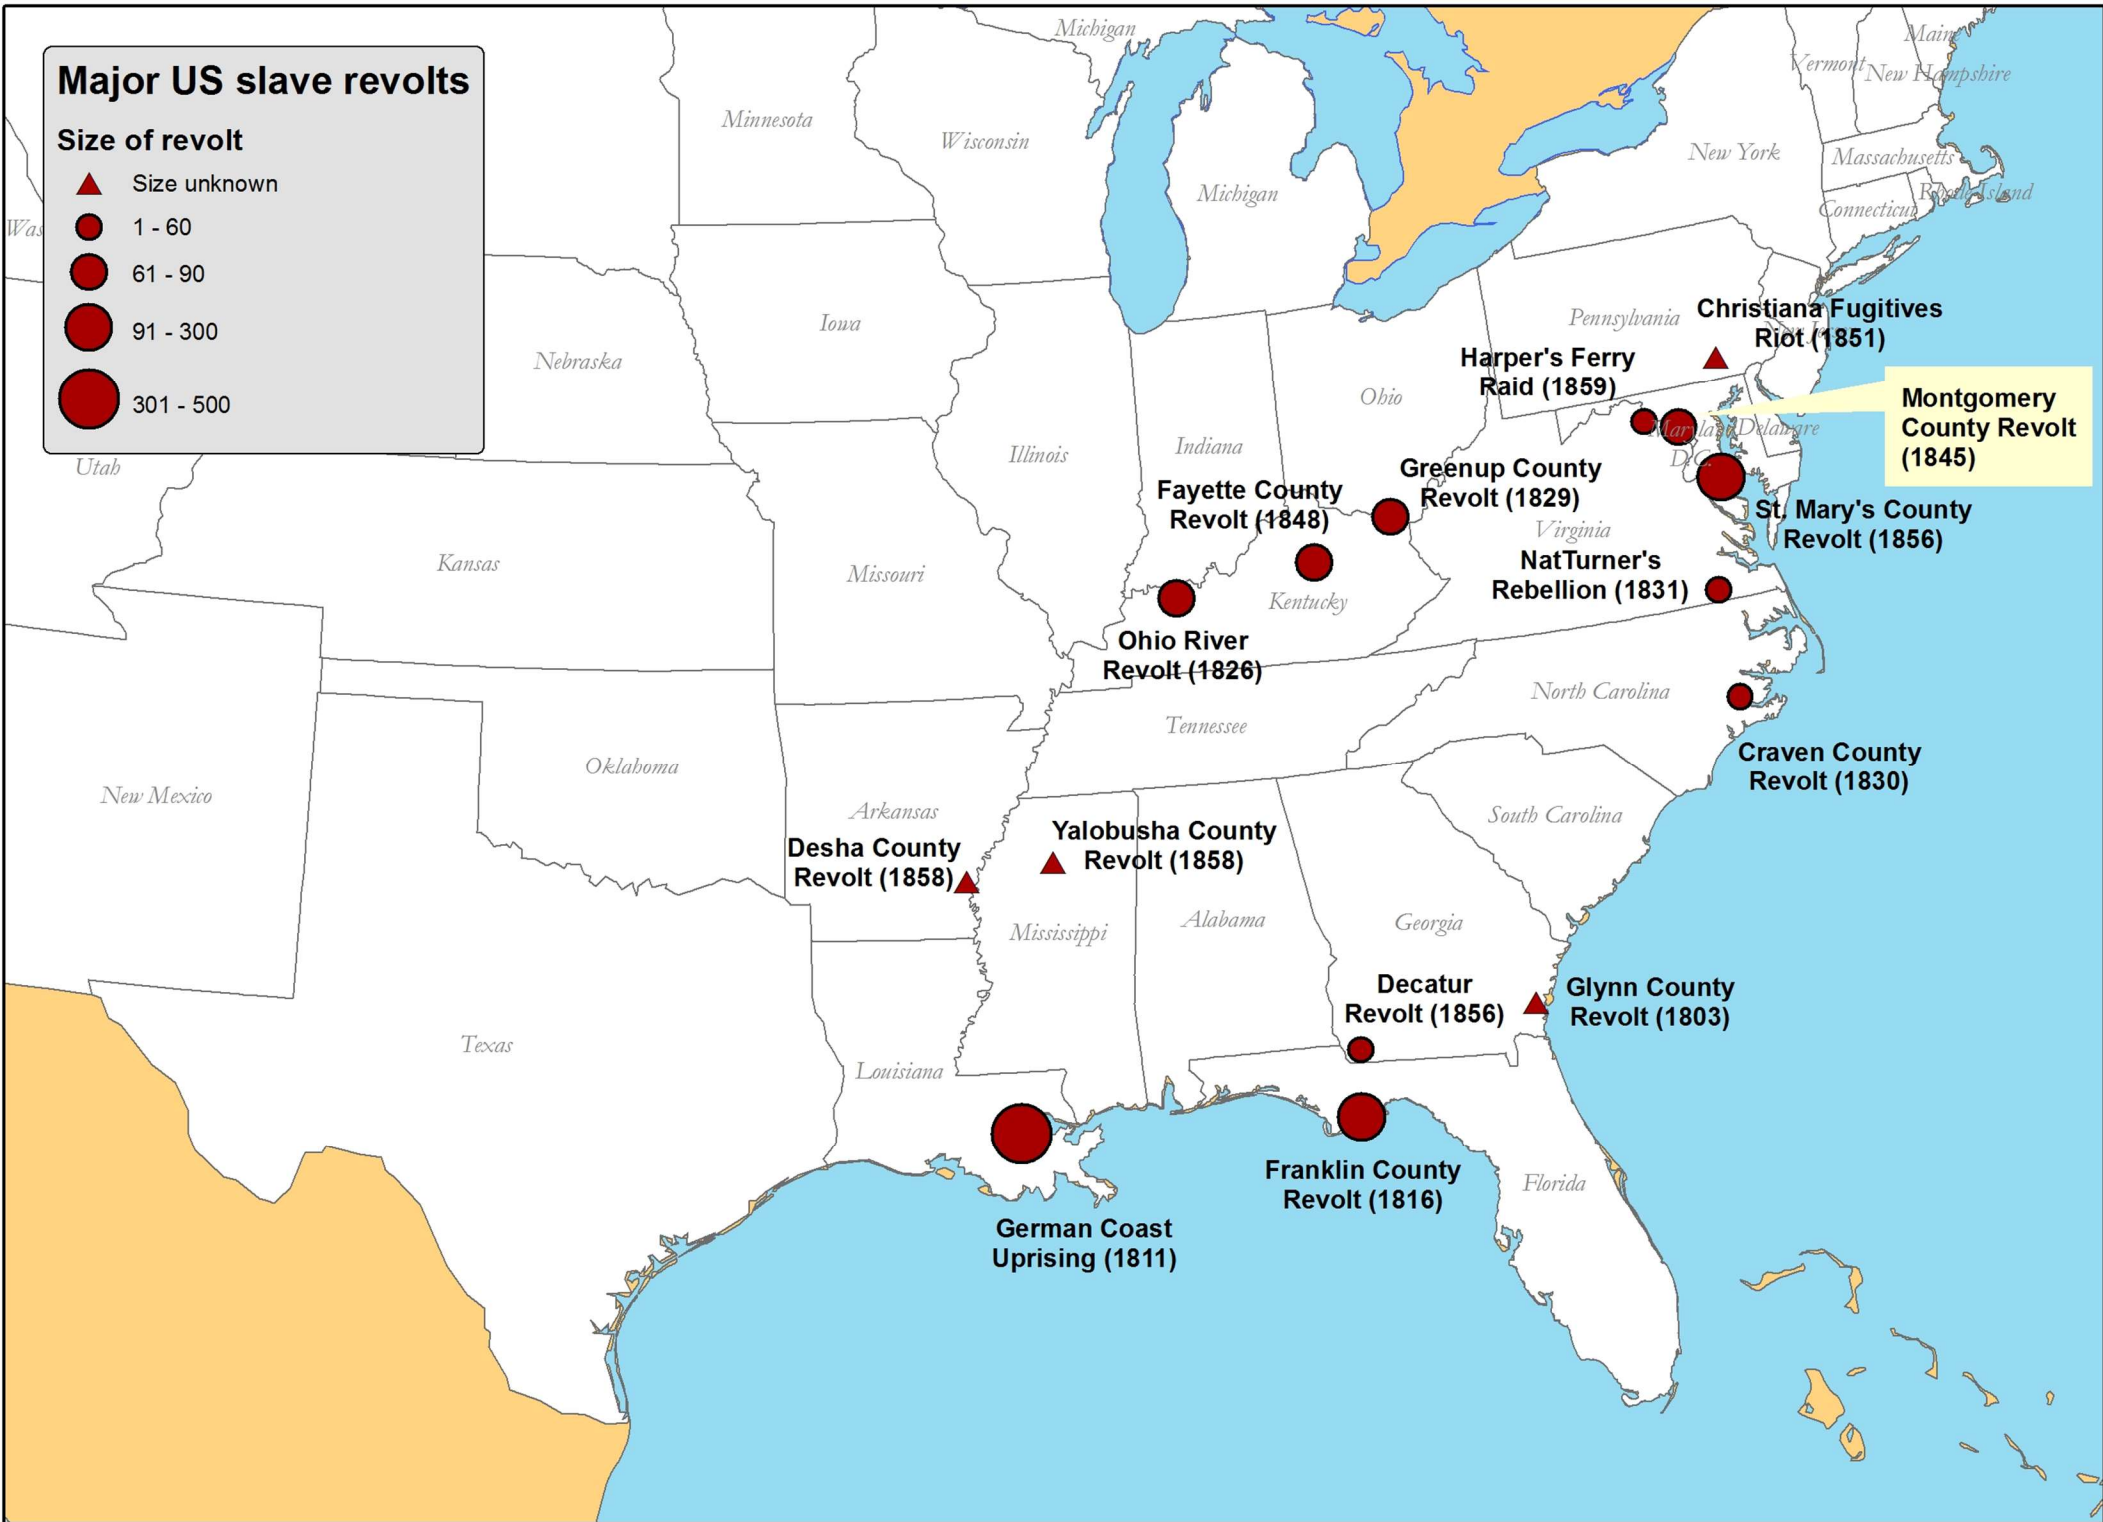 Major US slave revolts
Size of revolt
Size unknown
1 - 60
61 - 90
91 - 300
301 - 500
Michigan
Maine
Vermont
New Hampshire
Minnesota
Wisconsin
New York
Massachusetts
Michigan
Rhode Island
Connecticut
Was
Christiana Fugitives
Riot (1851)
Pennsylvania
New Jersey
Iowa
Nebraska
Harper's Ferry
Raid (1859)
Ohio
Montgomery
County Revolt
(1845)
Maryland
Delaware
D.C.
Indiana
Illinois
Utah
Greenup County
Revolt (1829)
Fayette County
Revolt (1848)
St. Mary's County
Revolt (1856)
Virginia
NatTurner's
Rebellion (1831)
Kansas
Missouri
Kentucky
Ohio River
Revolt (1826)
North Carolina
Tennessee
Craven County
Revolt (1830)
Oklahoma
New Mexico
Arkansas
South Carolina
Desha County
Revolt (1858)
Yalobusha County
Revolt (1858)
Mississippi
Alabama
Georgia
Decatur
Revolt (1856)
Glynn County
Revolt (1803)
Texas
Louisiana
Franklin County
Revolt (1816)
Florida
German Coast
Uprising (1811)